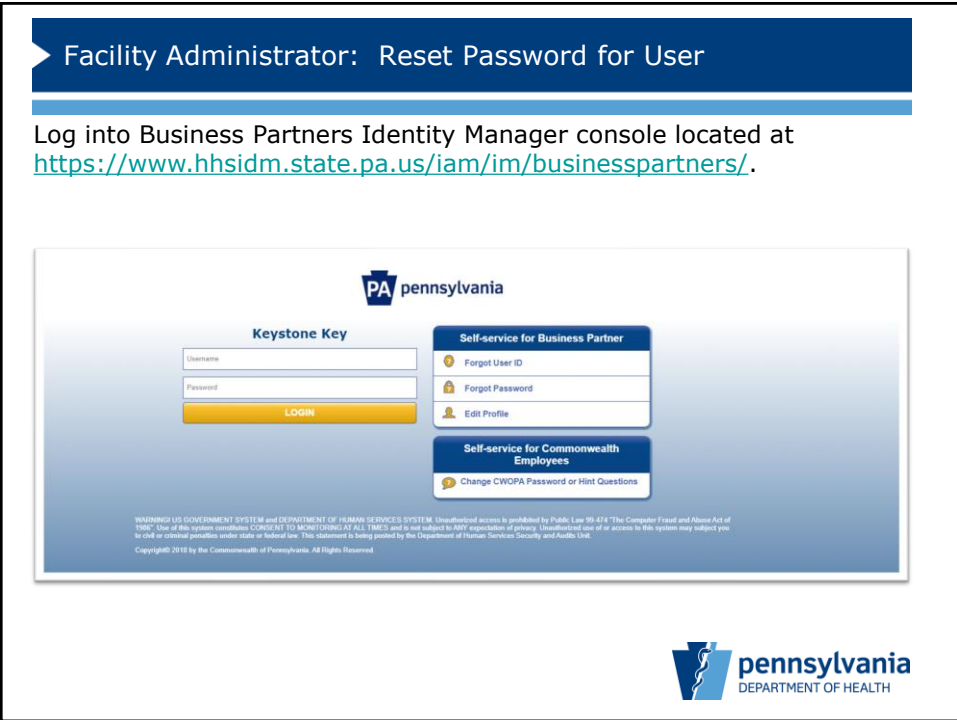 Facility Administrator: Reset Password for User
Log into Business Partners Identity Manager console located at
https://www.hhsidm.state.pa.us/iam/im/businesspartners/.
PA pennsylvania
Keystone Key
Username
Password
LOGIN
Self-service for Business Partner
Forgot User ID
Forgot Password
Edit Profile
Self-service for Commonwealth
Employees
Change CWOPA Password or Hint Questions
WARNING! US GOVERNMENT SYSTEM and DEPARTMENT OF HUMAN SERVICES SYSTEM. Unauthorized access is prohibited by Public Law 99-474 "The Computer Fraud and Abuse Act of
1986". Use of this system constitutes CONSENT TO MONITORING AT ALL TIMES and is not subject to ANY expectation of privacy. Unauthorized use of or access to this system may subject you
to civil or criminal penalties under state or federal law. This statement is being posted by the Department of Human Services Security and Audits Unit.
Copyright© 2018 by the Commonwealth of Pennsylvania. All Rights Reserved.
pennsylvania
DEPARTMENT OF HEALTH